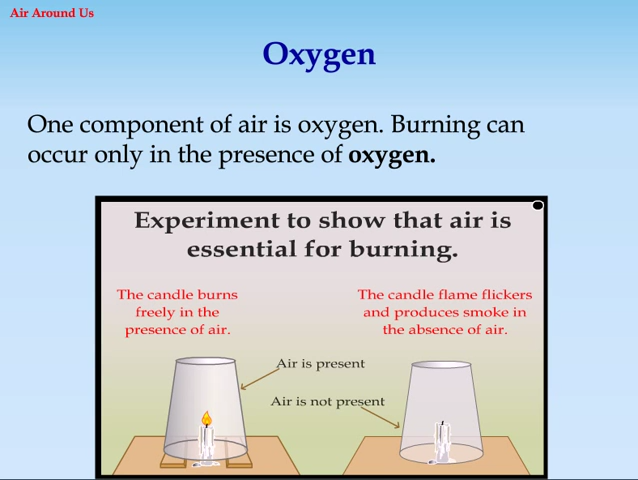 Air Around Us
Oxygen
One component of air is oxygen. Burning can
occur only in the presence of oxygen.
Experiment to show that air is
essential for burning.
The candle burns
freely in the
presence of air.
The candle flame flickers
and produces smoke in
the absence of air.
Air is present
Air is not present